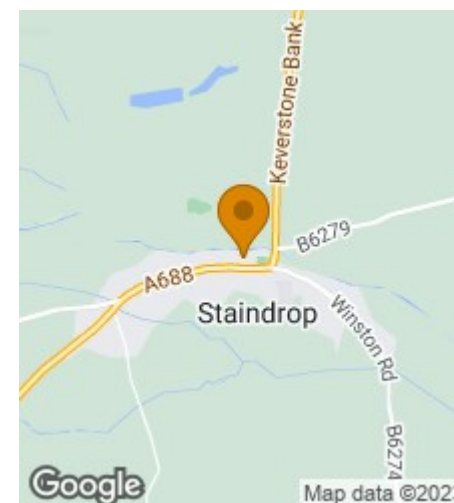 Keverstone Bank
B6279
A688
Staindrop
Winston Rd
B6274
Google
Map data ©202